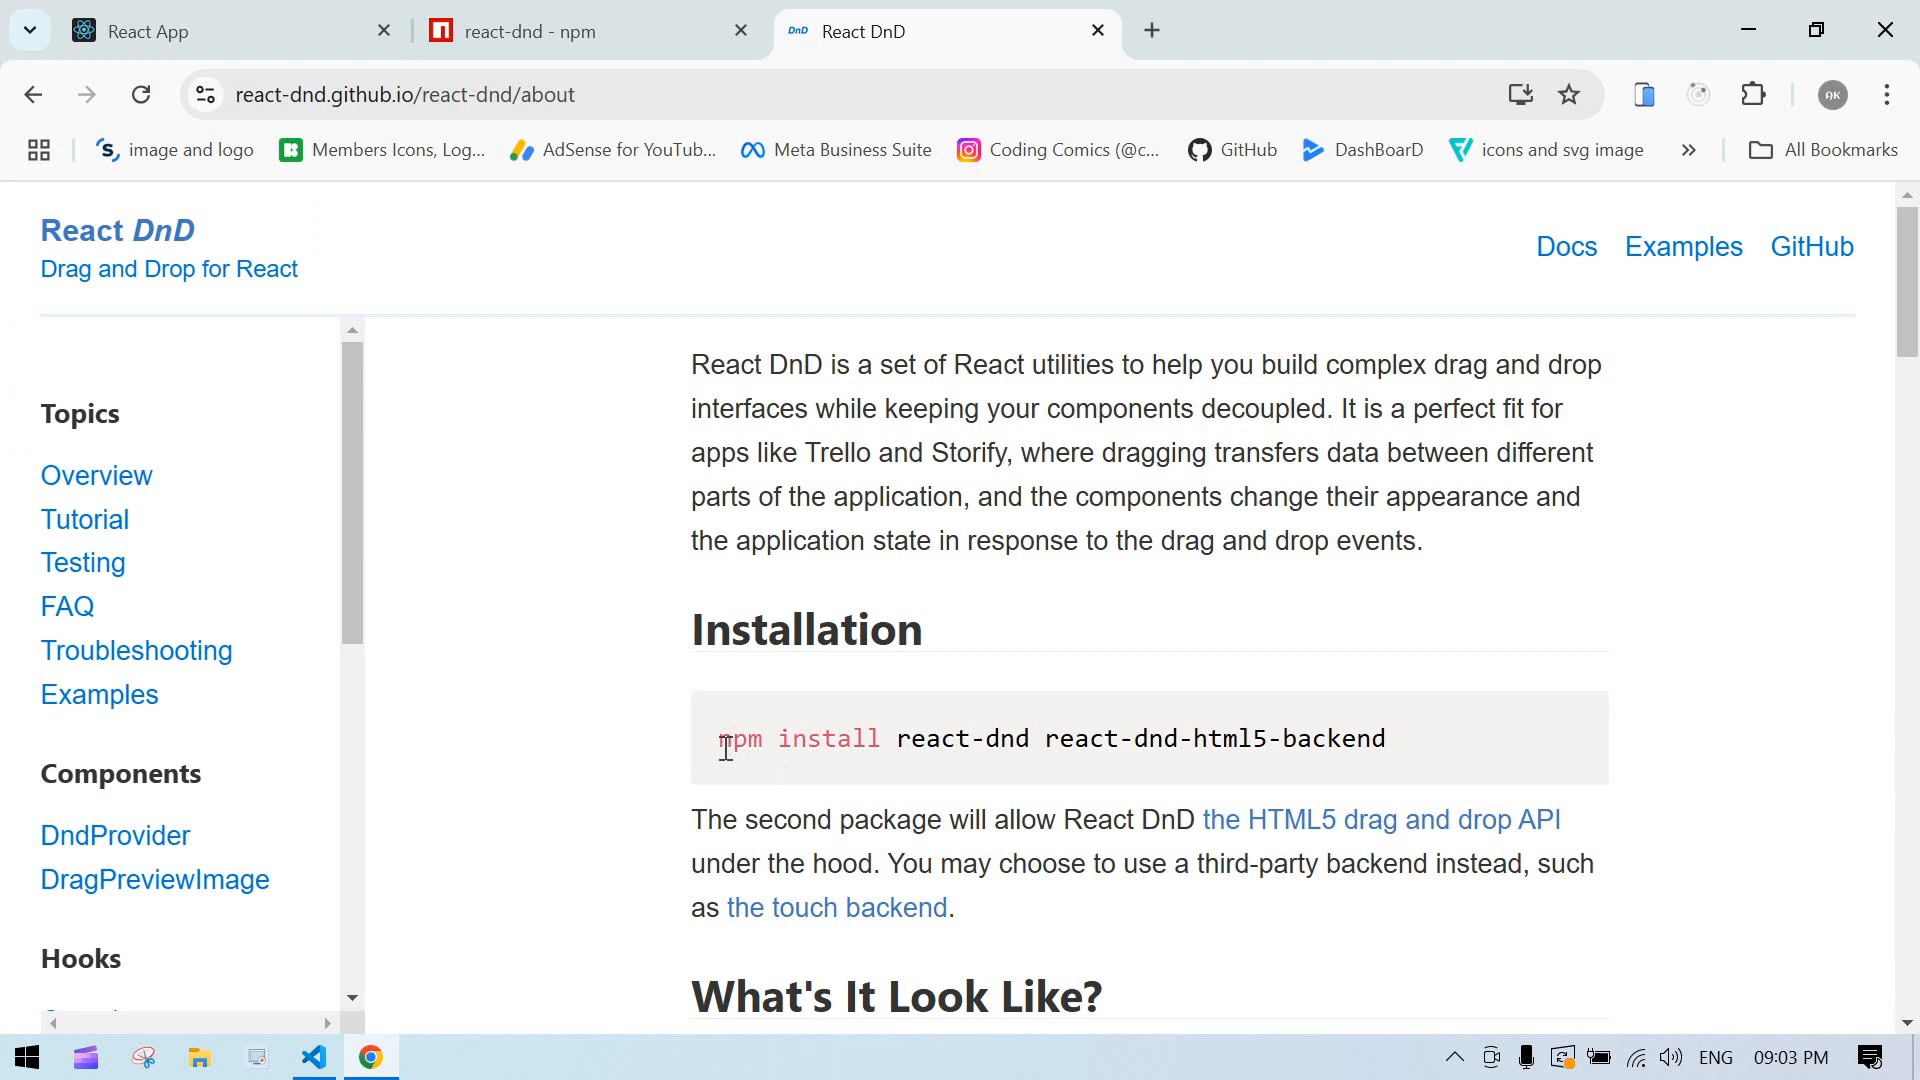 React App
react-dnd - npm
DnD React DnD
react-dnd.github.io/react-dnd/about
AK
image and logo
Members Icons, Log...
AdSense for YouTub...
Meta Business Suite
Coding Comics (@c...
GitHub
DashBoarD
icons and svg image
All Bookmarks
React DnD
Drag and Drop for React
Docs
Examples
GitHub
Topics
Overview
Tutorial
Testing
FAQ
Troubleshooting
Examples
Components
DndProvider
DragPreviewImage
Hooks
React DnD is a set of React utilities to help you build complex drag and drop
interfaces while keeping your components decoupled. It is a perfect fit for
apps like Trello and Storify, where dragging transfers data between different
parts of the application, and the components change their appearance and
the application state in response to the drag and drop events.
Installation
npm install react-dnd react-dnd-html5-backend
The second package will allow React DnD the HTML5 drag and drop API
under the hood. You may choose to use a third-party backend instead, such
as the touch backend.
What's It Look Like?
ENG
09:03 PM